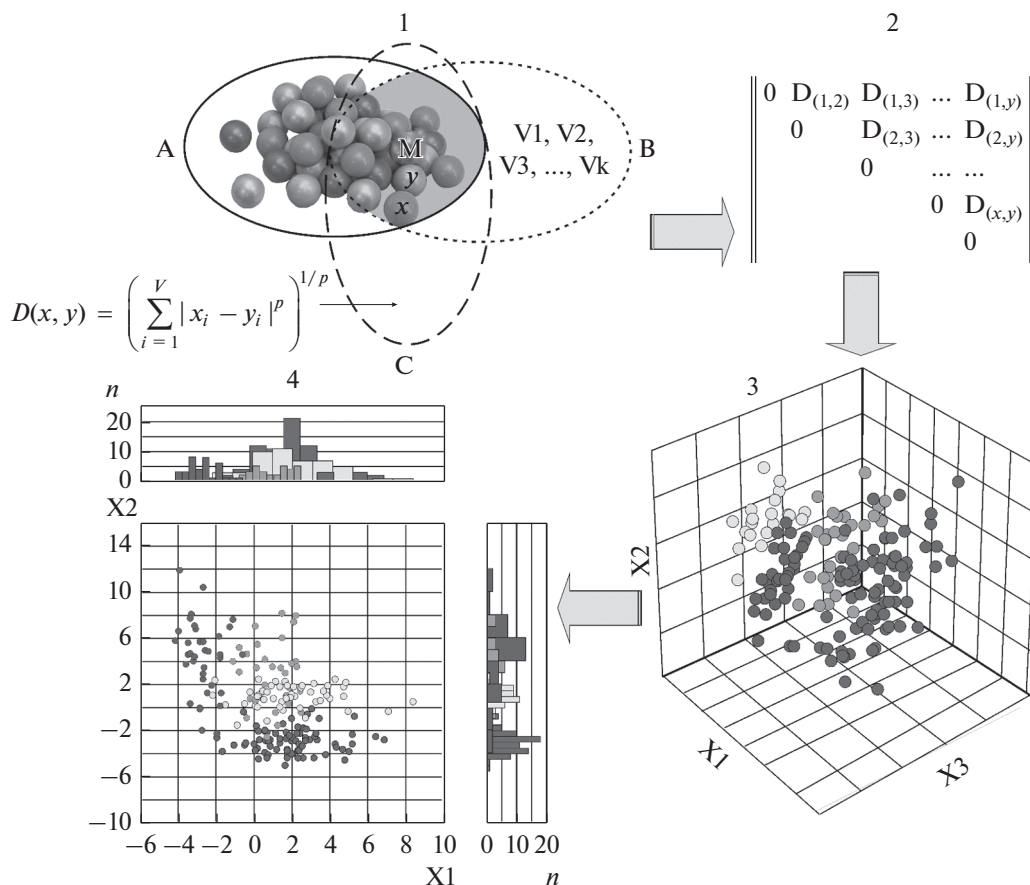 1
A
M
y
x
V1, V2,
V3, ..., Vk
B
C
D(x, y) = ( ∑ i = 1 V | x_i − y_i |^p )^1/p
2
0 D(1,2) D(1,3) ... D(1,y)
0 D(2,3) ... D(2,y)
0 ... ...
0 D(x,y)
0
3
X2
X1
X3
4
n
20
10
0
X2
14
10
6
2
−2
−6
−10
−6 −4 −2 0 2 4 6 8 10
X1
0 10 20
n